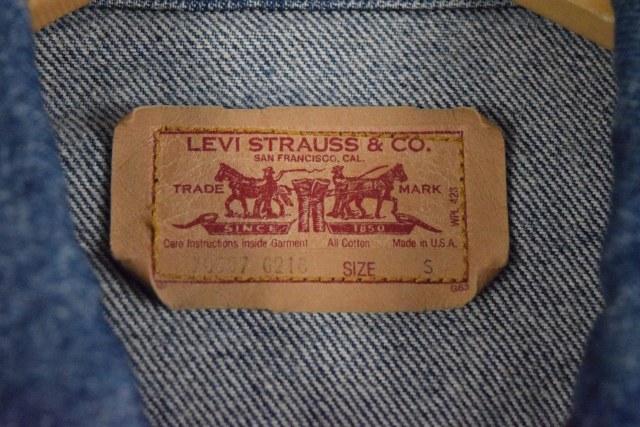 LEVI STRAUSS & CO.
SAN FRANCISCO, CAL.
TRADE MARK
SINCE 1850
WPL 423
Care Instructions Inside Garment All Cotton Made in U.S.A.
0216 SIZE S